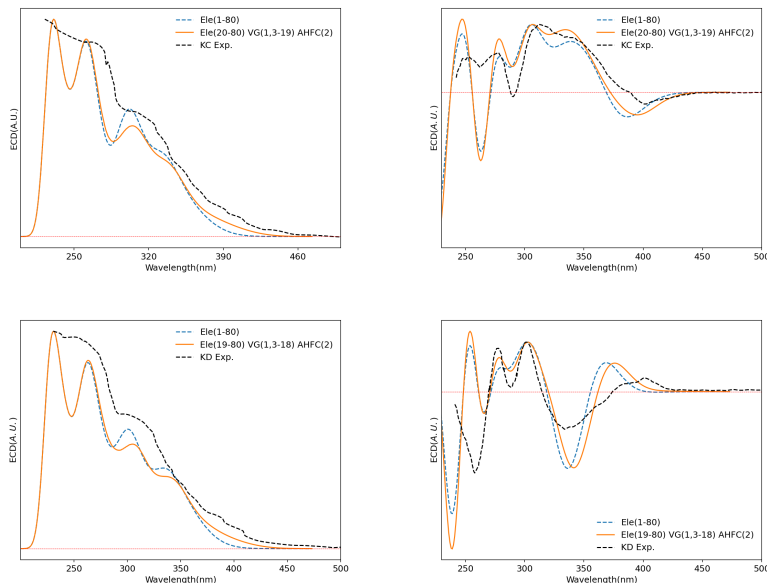 ECD(A.U.)
Ele(1-80)
Ele(20-80) VG(1,3-19) AHFC(2)
KC Exp.
250 320 390 460
Wavelength(nm)
ECD(A.U.)
Ele(1-80)
Ele(20-80) VG(1,3-19) AHFC(2)
KC Exp.
250 300 350 400 450 500
Wavelength(nm)
ECD(A.U.)
Ele(1-80)
Ele(19-80) VG(1,3-18) AHFC(2)
KD Exp.
250 300 350 400 450 500
Wavelength(nm)
ECD(A.U.)
Ele(1-80)
Ele(19-80) VG(1,3-18) AHFC(2)
KD Exp.
250 300 350 400 450 500
Wavelength(nm)